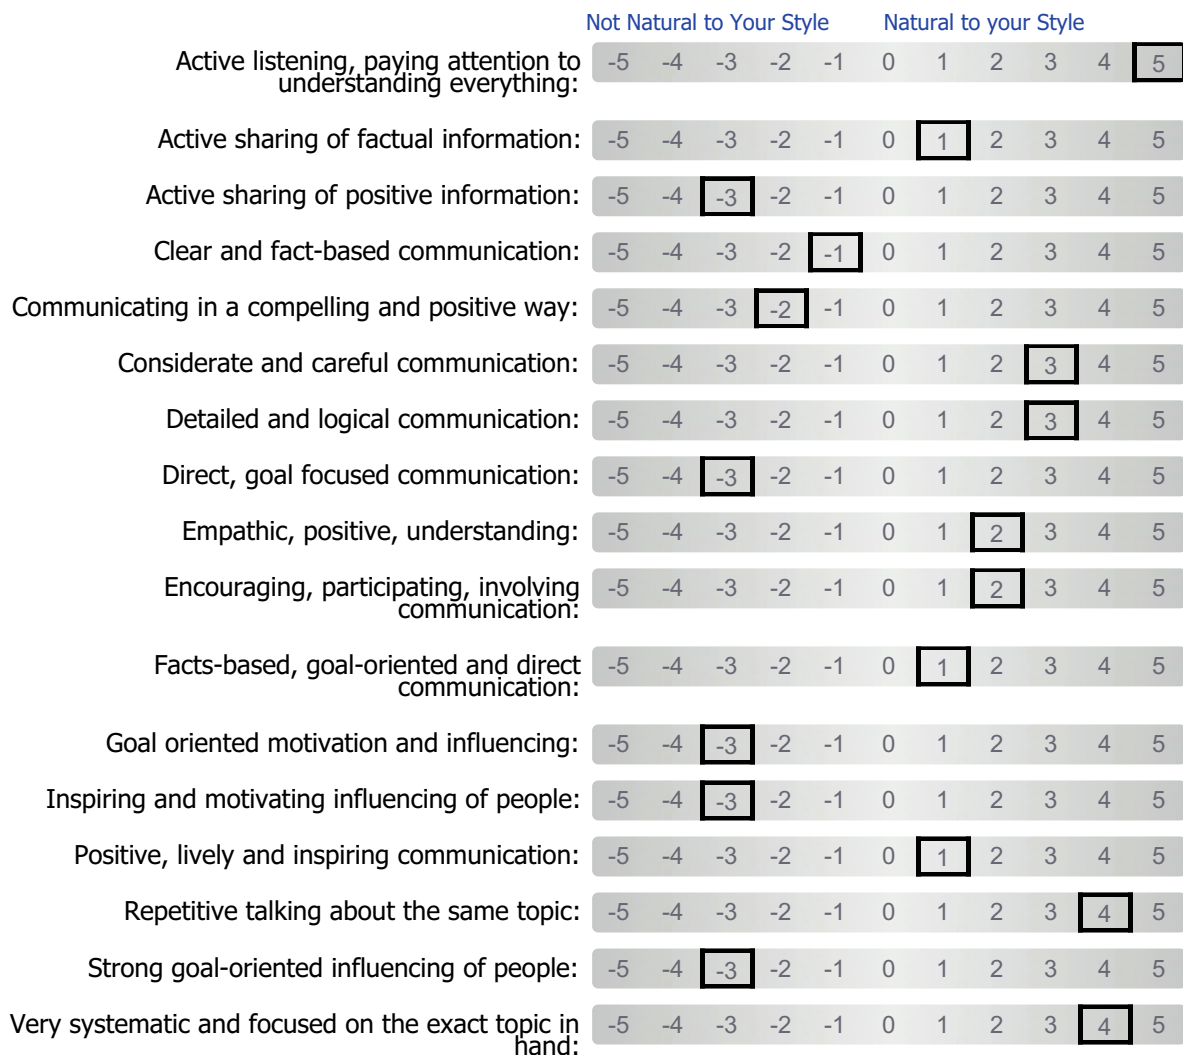 Not Natural to Your Style Natural to your Style
Active listening, paying attention to
understanding everything: -5 -4 -3 -2 -1 0 1 2 3 4 5
Active sharing of factual information: -5 -4 -3 -2 -1 0 1 2 3 4 5
Active sharing of positive information: -5 -4 -3 -2 -1 0 1 2 3 4 5
Clear and fact-based communication: -5 -4 -3 -2 -1 0 1 2 3 4 5
Communicating in a compelling and positive way: -5 -4 -3 -2 -1 0 1 2 3 4 5
Considerate and careful communication: -5 -4 -3 -2 -1 0 1 2 3 4 5
Detailed and logical communication: -5 -4 -3 -2 -1 0 1 2 3 4 5
Direct, goal focused communication: -5 -4 -3 -2 -1 0 1 2 3 4 5
Empathic, positive, understanding: -5 -4 -3 -2 -1 0 1 2 3 4 5
Encouraging, participating, involving
communication: -5 -4 -3 -2 -1 0 1 2 3 4 5
Facts-based, goal-oriented and direct
communication: -5 -4 -3 -2 -1 0 1 2 3 4 5
Goal oriented motivation and influencing: -5 -4 -3 -2 -1 0 1 2 3 4 5
Inspiring and motivating influencing of people: -5 -4 -3 -2 -1 0 1 2 3 4 5
Positive, lively and inspiring communication: -5 -4 -3 -2 -1 0 1 2 3 4 5
Repetitive talking about the same topic: -5 -4 -3 -2 -1 0 1 2 3 4 5
Strong goal-oriented influencing of people: -5 -4 -3 -2 -1 0 1 2 3 4 5
Very systematic and focused on the exact topic in
hand: -5 -4 -3 -2 -1 0 1 2 3 4 5